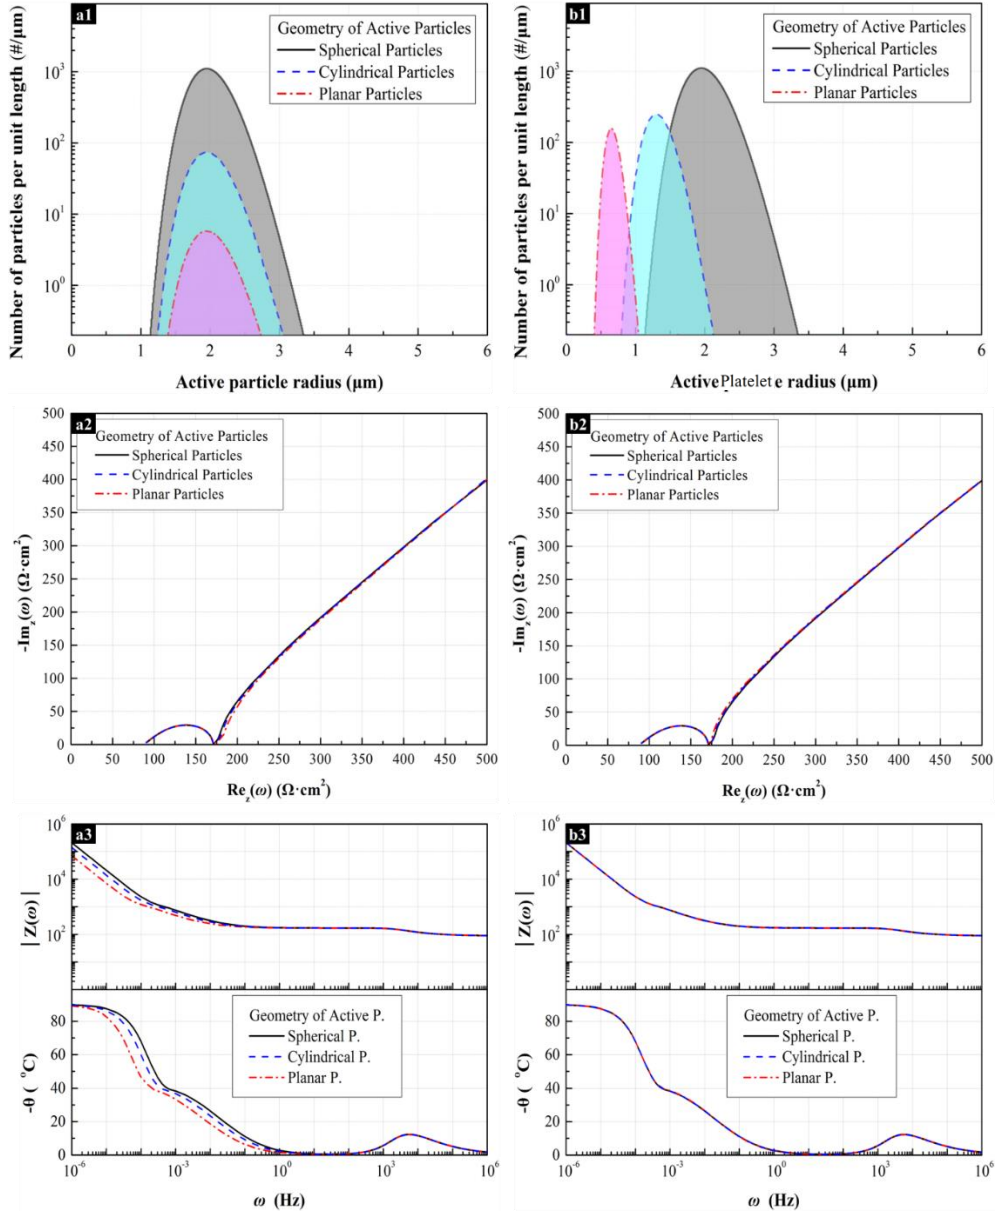 a1
Number of particles per unit length (#/μm)
Geometry of Active Particles
Spherical Particles
Cylindrical Particles
Planar Particles
10³
10²
10¹
10⁰
0 1 2 3 4 5 6
Active particle radius (μm)
b1
Number of particles per unit length (#/μm)
Geometry of Active Particles
Spherical Particles
Cylindrical Particles
Planar Particles
10³
10²
10¹
10⁰
0 1 2 3 4 5 6
Active Platelet e radius (μm)
a2
-Im_z(ω) (Ω·cm²)
Geometry of Active Particles
Spherical Particles
Cylindrical Particles
Planar Particles
500
450
400
350
300
250
200
150
100
50
0
0 50 100 150 200 250 300 350 400 450 500
Re_z(ω) (Ω·cm²)
b2
-Im_z(ω) (Ω·cm²)
Geometry of Active Particles
Spherical Particles
Cylindrical Particles
Planar Particles
500
450
400
350
300
250
200
150
100
50
0
0 50 100 150 200 250 300 350 400 450 500
Re_z(ω) (Ω·cm²)
a3
|Z(ω)|
10⁶
10⁴
10²
-θ (°C)
Geometry of Active P.
Spherical P.
Cylindrical P.
Planar P.
80
60
40
20
0
10⁻⁶ 10⁻³ 10⁰ 10³ 10⁶
ω (Hz)
b3
|Z(ω)|
10⁶
10⁴
10²
-θ (°C)
Geometry of Active P.
Spherical P.
Cylindrical P.
Planar P.
80
60
40
20
0
10⁻⁶ 10⁻³ 10⁰ 10³ 10⁶
ω (Hz)